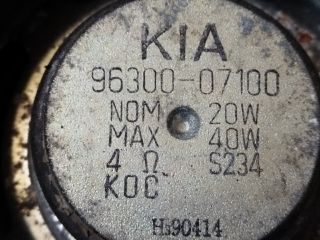 KIA
96300-07100
NOM 20W
MAX 40W
4 Ω S234
KOC
90414